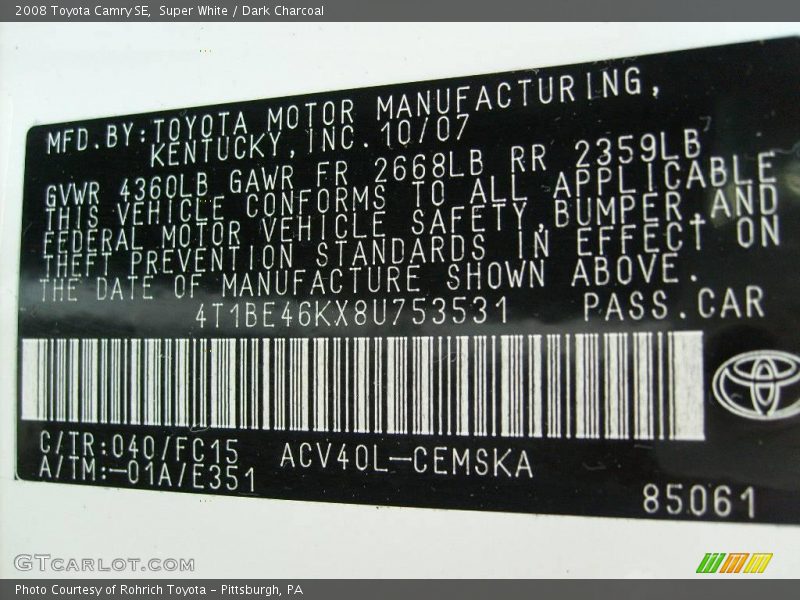 2008 Toyota Camry SE, Super White / Dark Charcoal
MFD.BY:TOYOTA MOTOR MANUFACTURING,
KENTUCKY,INC.10/07
GVWR 4360LB GAWR FR 2668LB RR 2359LB
THIS VEHICLE CONFORMS TO ALL APPLICABLE
FEDERAL MOTOR VEHICLE SAFETY,BUMPER,AND
THEFT PREVENTION STANDARDS IN EFFECT ON
THE DATE OF MANUFACTURE SHOWN ABOVE.
4T1BE46KX8U753531 PASS.CAR
C/TR:040/FC15 ACV40L-CEMSKA
A/TM:-01A/E351
85061
GTCARLOT.COM
Photo Courtesy of Rohrich Toyota - Pittsburgh, PA